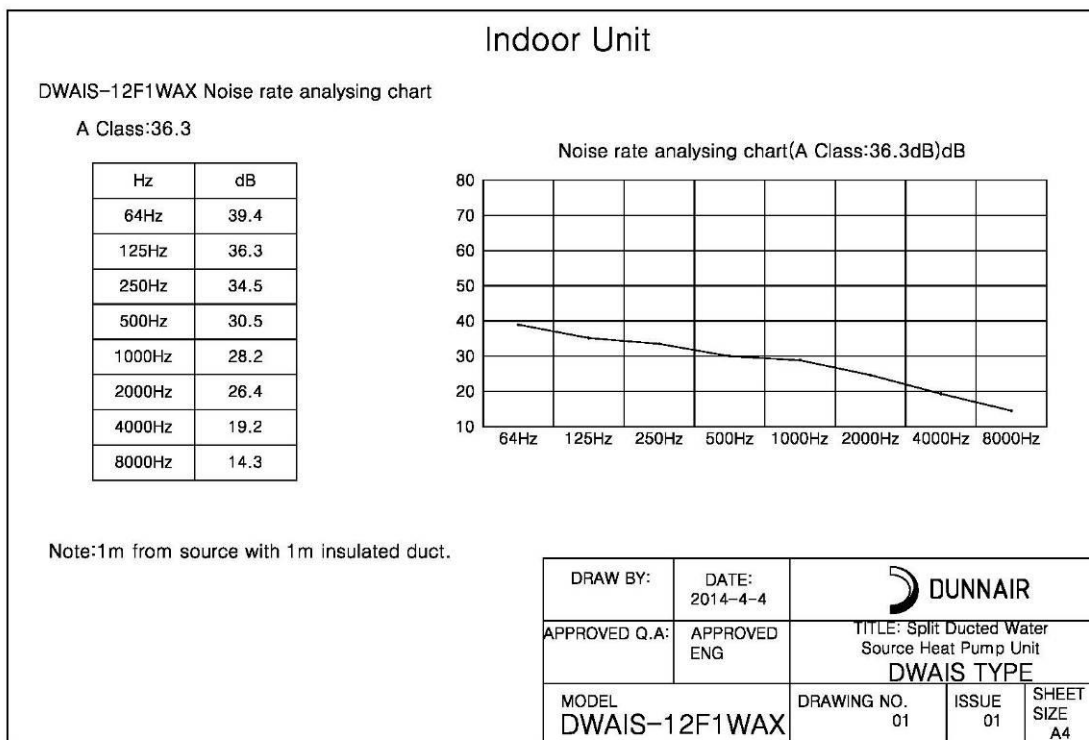 Indoor Unit
DWAIS-12F1WAX Noise rate analysing chart
A Class:36.3
Hz dB
64Hz 39.4
125Hz 36.3
250Hz 34.5
500Hz 30.5
1000Hz 28.2
2000Hz 26.4
4000Hz 19.2
8000Hz 14.3
Noise rate analysing chart(A Class:36.3dB)dB
80
70
60
50
40
30
20
10
64Hz 125Hz 250Hz 500Hz 1000Hz 2000Hz 4000Hz 8000Hz
Note:1m from source with 1m insulated duct.
DRAW BY:
DATE:
2014-4-4
DUNNAIR
APPROVED Q.A:
APPROVED
ENG
TITLE: Split Ducted Water
Source Heat Pump Unit
DWAIS TYPE
MODEL
DWAIS-12F1WAX
DRAWING NO.
01
ISSUE
01
SHEET
SIZE
A4